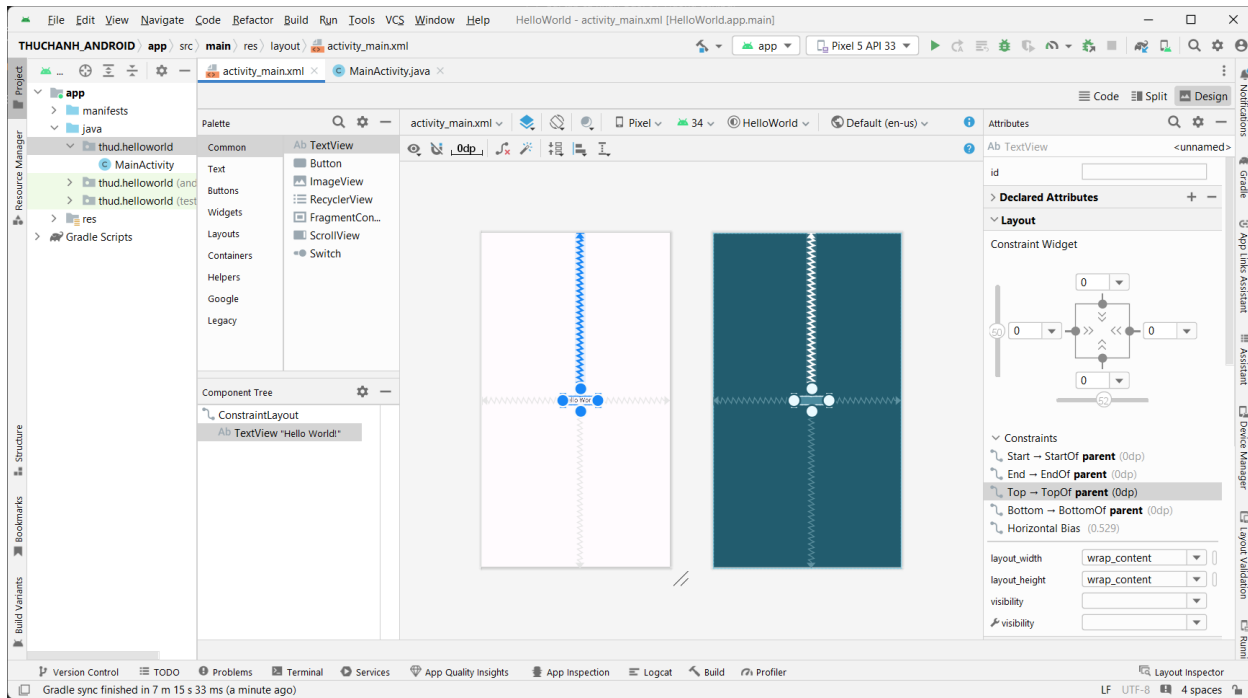 File Edit View Navigate Code Refactor Build Run Tools VCS Window Help HelloWorld - activity_main.xml [HelloWorld.app.main]
THUCHANH_ANDROID app src main res layout activity_main.xml app Pixel 5 API 33
Project
Resource Manager
Structure
Bookmarks
Build Variants
...
app
manifests
java
thud.helloworld
MainActivity
thud.helloworld (and
thud.helloworld (test
res
Gradle Scripts
activity_main.xml MainActivity.java
Code Split Design
Palette
Common
Text
Buttons
Widgets
Layouts
Containers
Helpers
Google
Legacy
Ab TextView
Button
ImageView
RecyclerView
FragmentCon...
ScrollView
Switch
Component Tree
ConstraintLayout
Ab TextView "Hello World!"
activity_main.xml Pixel 34 HelloWorld Default (en-us)
0dp
Attributes
Ab TextView <unnamed>
id
Declared Attributes
Layout
Constraint Widget
0
50 0 0
0
52
Constraints
Start → StartOf parent (0dp)
End → EndOf parent (0dp)
Top → TopOf parent (0dp)
Bottom → BottomOf parent (0dp)
Horizontal Bias (0.529)
layout_width wrap_content
layout_height wrap_content
visibility
visibility
Notifications
Gradle
App Links Assistant
Assistant
Device Manager
Layout Validation
Runni
Version Control TODO Problems Terminal Services App Quality Insights App Inspection Logcat Build Profiler Layout Inspector
Gradle sync finished in 7 m 15 s 33 ms (a minute ago) LF UTF-8 4 spaces